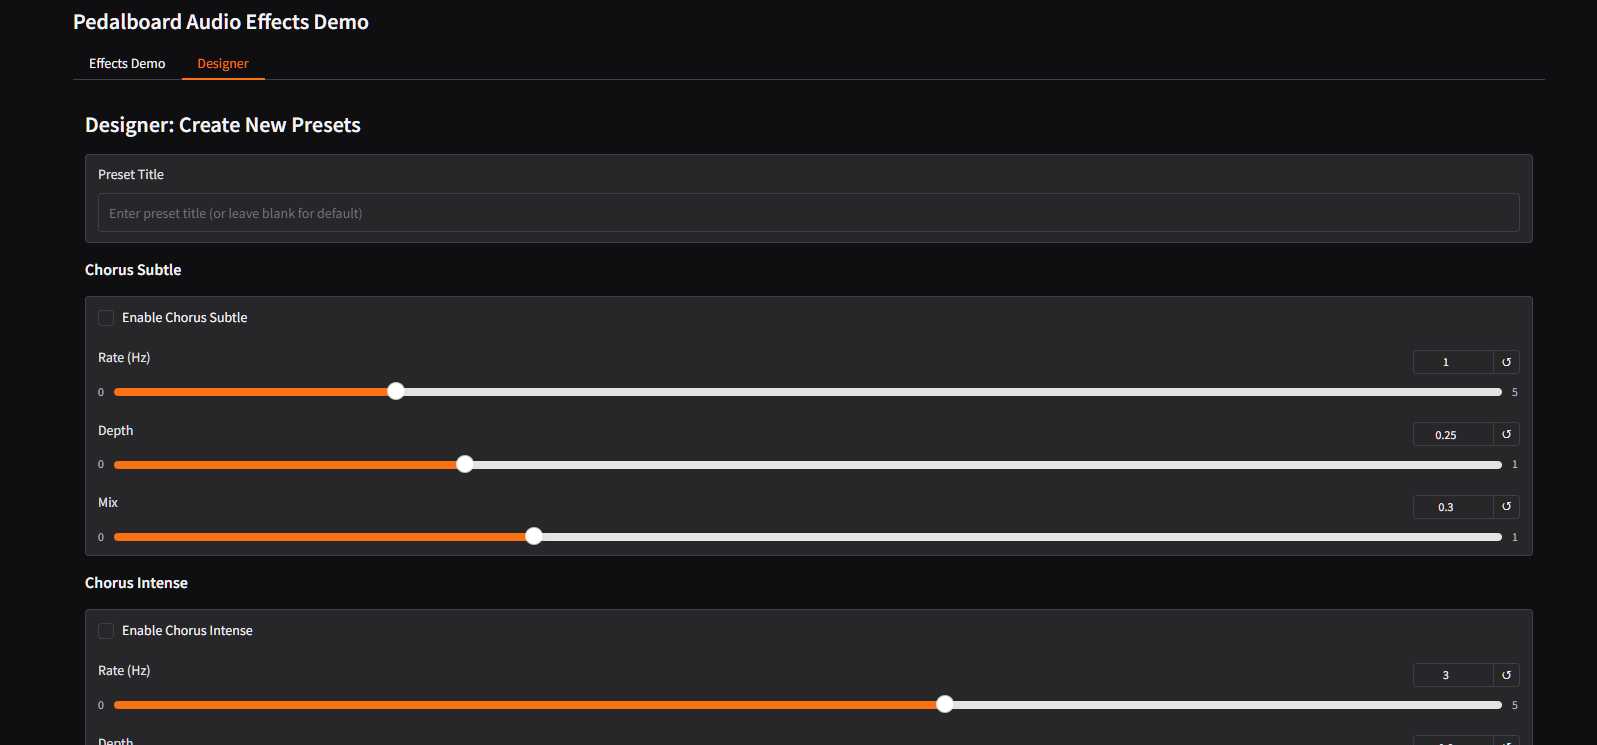 Pedalboard Audio Effects Demo
Effects Demo Designer
Designer: Create New Presets
Preset Title
Enter preset title (or leave blank for default)
Chorus Subtle
Enable Chorus Subtle
Rate (Hz) 1 ↺
0 5
Depth 0.25 ↺
0 1
Mix 0.3 ↺
0 1
Chorus Intense
Enable Chorus Intense
Rate (Hz) 3 ↺
0 5
Depth